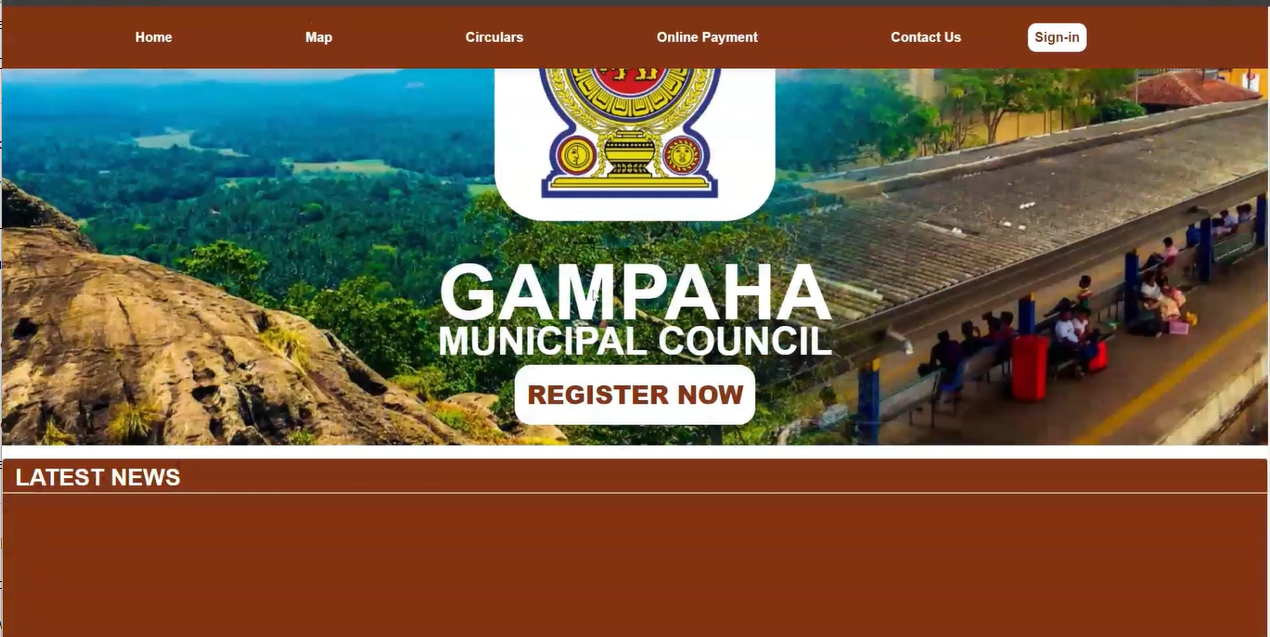 Home
Map
Circulars
Online Payment
Contact Us
Sign-in
GAMPAHA
MUNICIPAL COUNCIL
REGISTER NOW
LATEST NEWS